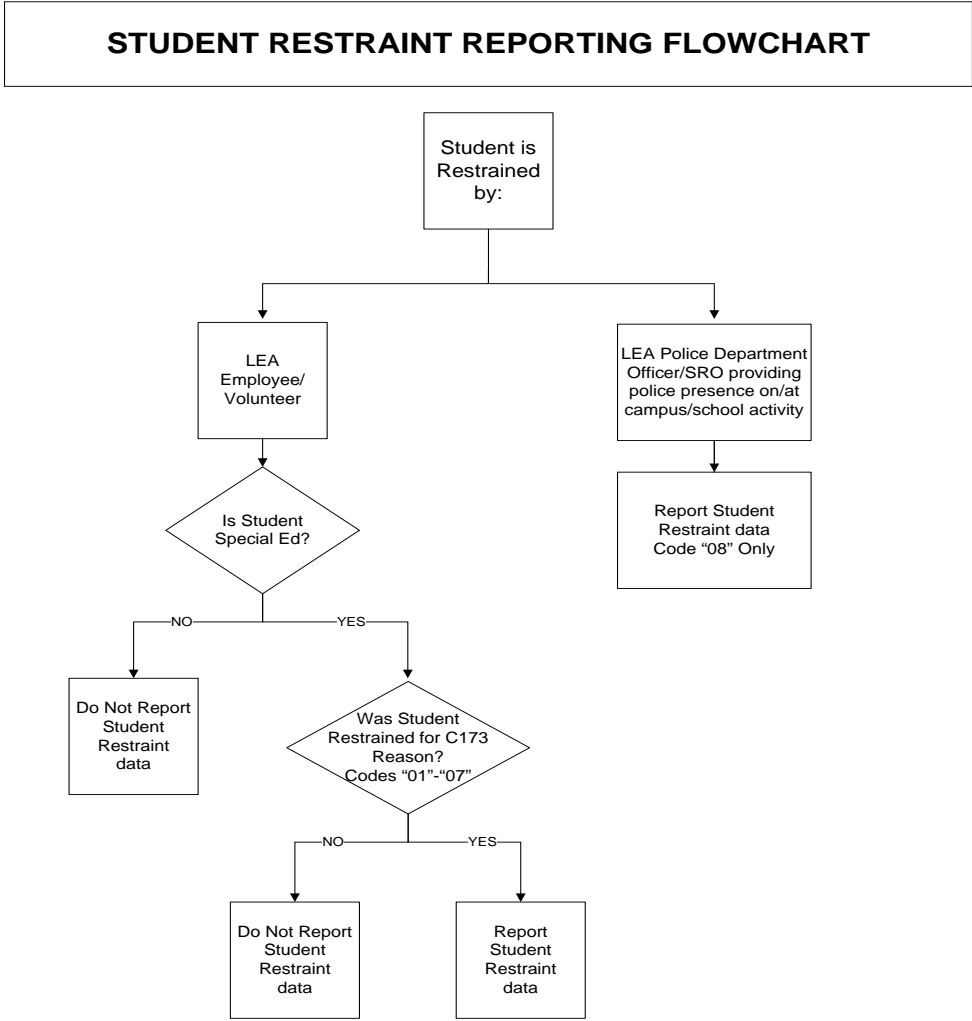 STUDENT RESTRAINT REPORTING FLOWCHART
Student is
Restrained
by:
LEA
Employee/
Volunteer
LEA Police Department
Officer/SRO providing
police presence on/at
campus/school activity
Is Student
Special Ed?
Report Student
Restraint data
Code “08” Only
NO
YES
Do Not Report
Student
Restraint
data
Was Student
Restrained for C173
Reason?
Codes “01”-“07”
NO
YES
Do Not Report
Student
Restraint
data
Report
Student
Restraint
data